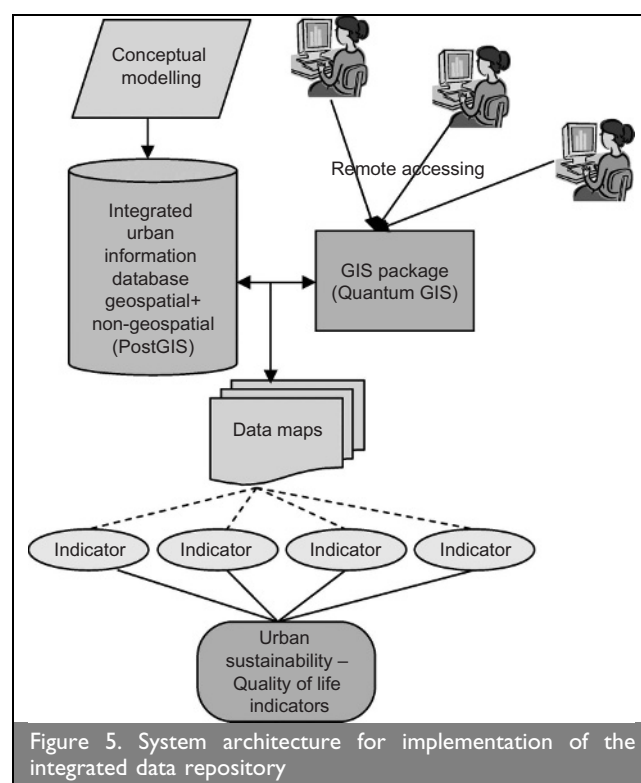 Conceptual
modelling
Remote accessing
Integrated
urban
information
database
geospatial+
non-geospatial
(PostGIS)
GIS package
(Quantum GIS)
Data maps
Indicator
Indicator
Indicator
Indicator
Urban
sustainability –
Quality of life
indicators
Figure 5. System architecture for implementation of the
integrated data repository